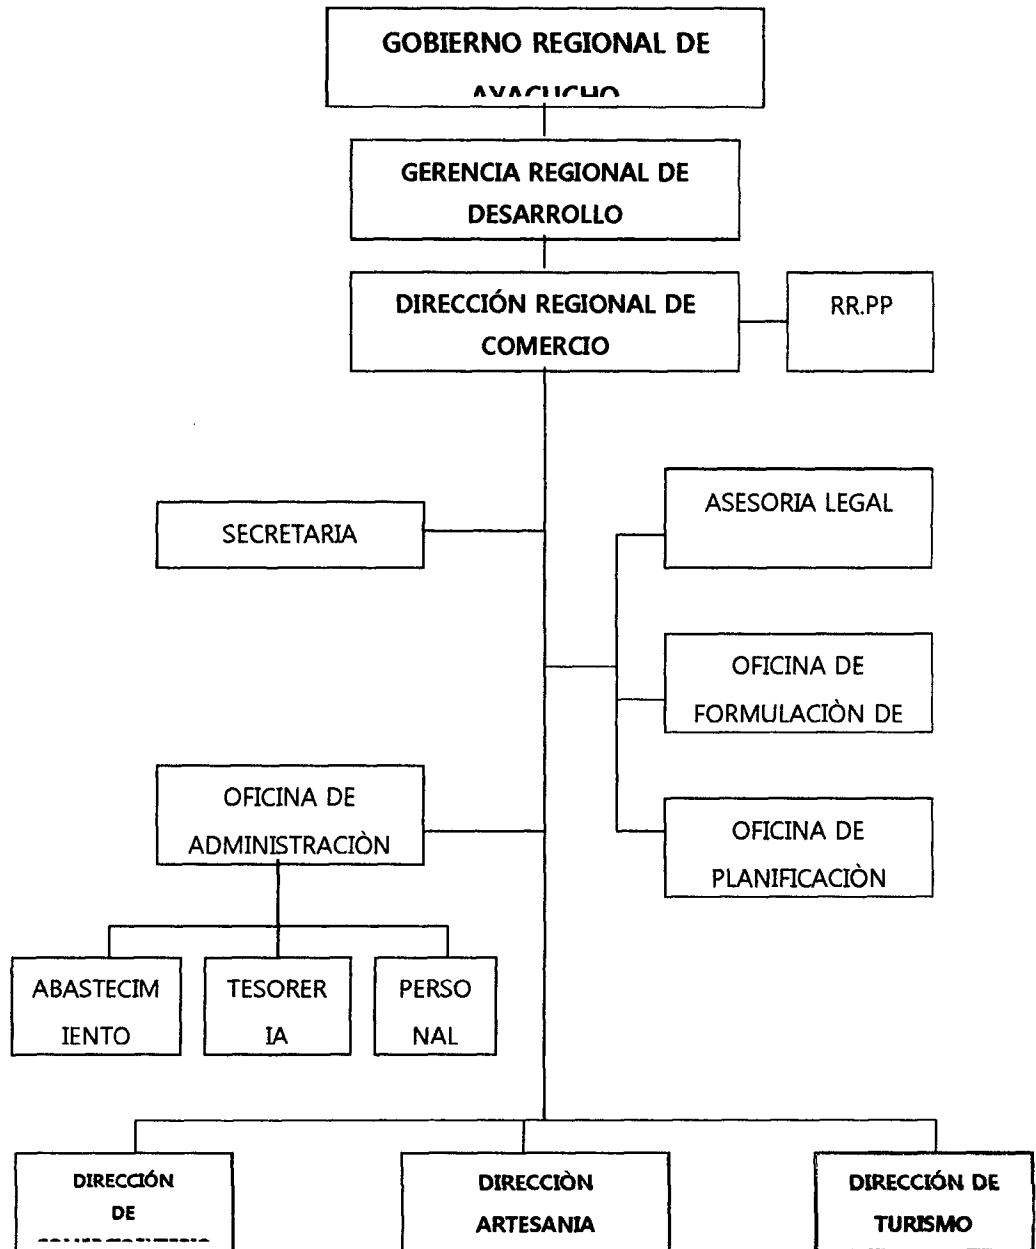 GOBIERNO REGIONAL DE
AYACUCHO
GERENCIA REGIONAL DE
DESARROLLO
DIRECCIÓN REGIONAL DE
COMERCIO
RR.PP
ASESORIA LEGAL
SECRETARIA
OFICINA DE
FORMULACIÒN DE
OFICINA DE
ADMINISTRACIÒN
OFICINA DE
PLANIFICACIÒN
ABASTECIM
IENTO
TESORER
IA
PERSO
NAL
DIRECCIÓN
DE
DIRECCIÒN
ARTESANIA
DIRECCIÓN DE
TURISMO